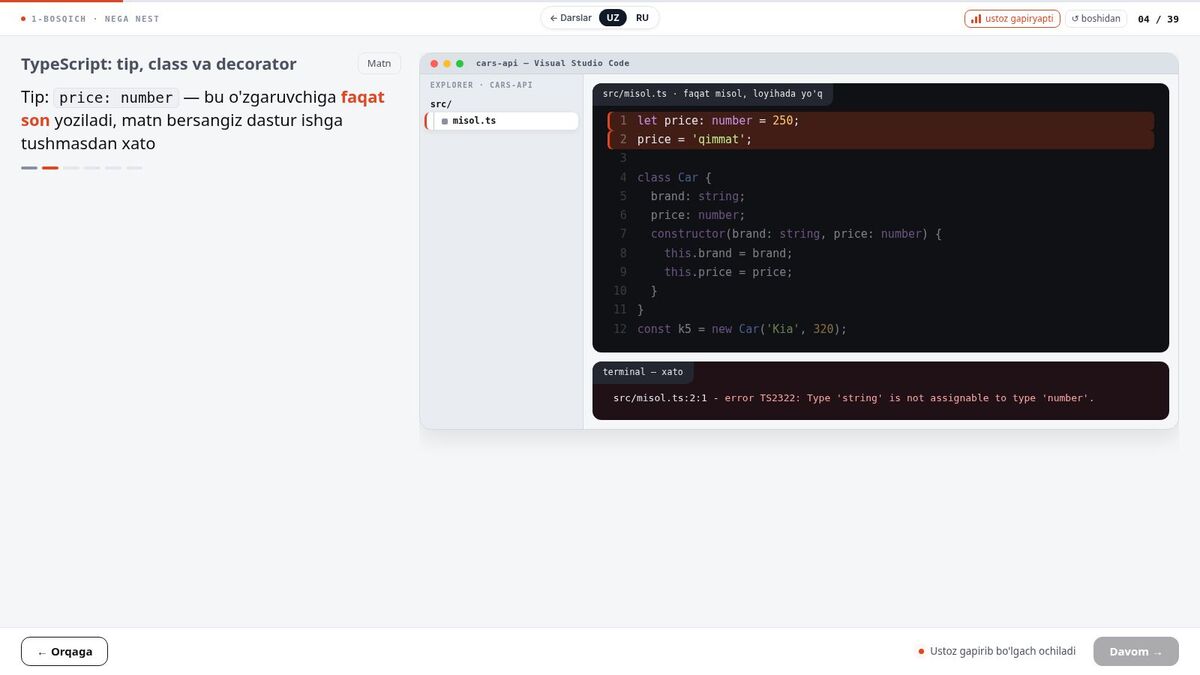 1-BOSQICH · NEGA NEST
← Darslar UZ RU
ustoz gapiryapti
↺ boshidan
04 / 39
TypeScript: tip, class va decorator
Matn
Tip: price: number — bu o'zgaruvchiga faqat
son yoziladi, matn bersangiz dastur ishga
tushmasdan xato
cars-api — Visual Studio Code
EXPLORER · CARS-API
src/
misol.ts
src/misol.ts · faqat misol, loyihada yo'q
1 let price: number = 250;
2 price = 'qimmat';
3
4 class Car {
5 brand: string;
6 price: number;
7 constructor(brand: string, price: number) {
8 this.brand = brand;
9 this.price = price;
10 }
11 }
12 const k5 = new Car('Kia', 320);
terminal — xato
src/misol.ts:2:1 - error TS2322: Type 'string' is not assignable to type 'number'.
← Orqaga
Ustoz gapirib bo'lgach ochiladi
Davom →